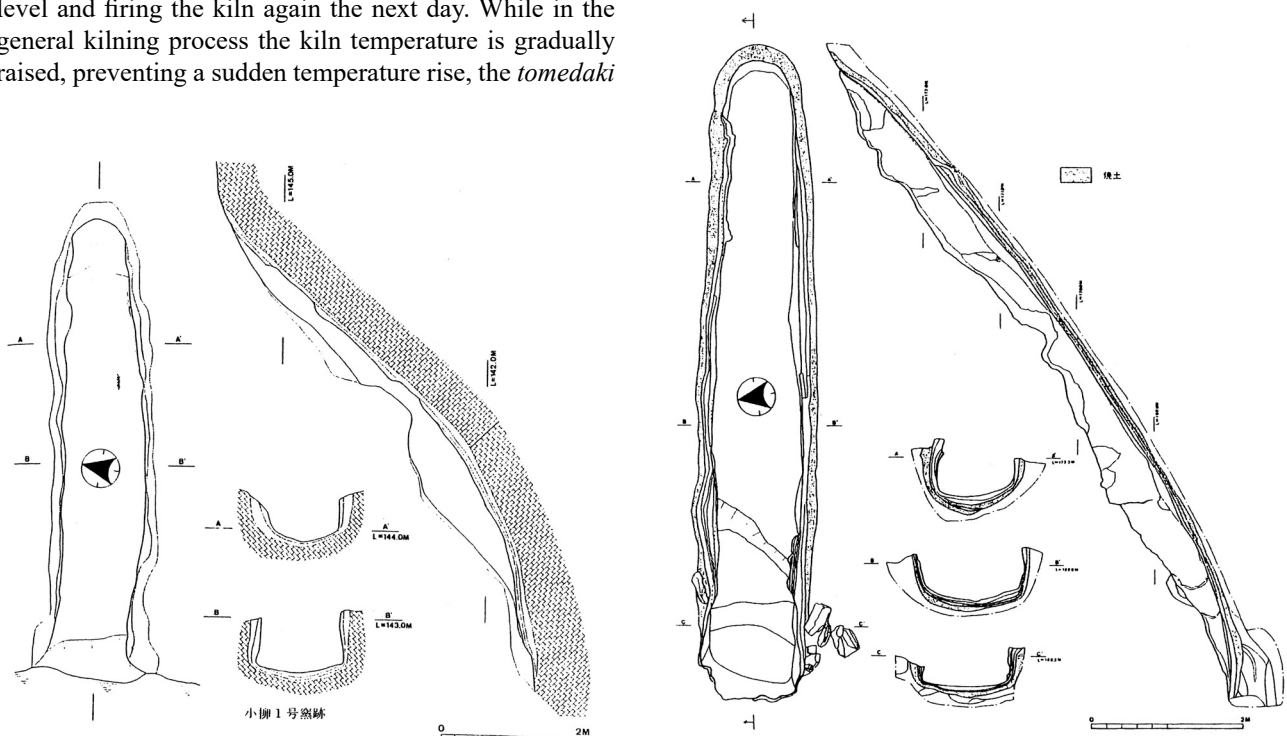 level and firing the kiln again the next day. While in the
general kilning process the kiln temperature is gradually
raised, preventing a sudden temperature rise, the tomedaki
L=145.0M
L=142.0M
A
A'
B
B'
A
A'
L=144.0M
B
B'
L=143.0M
小柳1号窯跡
0
2M
焼土
A
A'
B
B'
C
C'
A
A'
B
B'
C
C'
0
2M